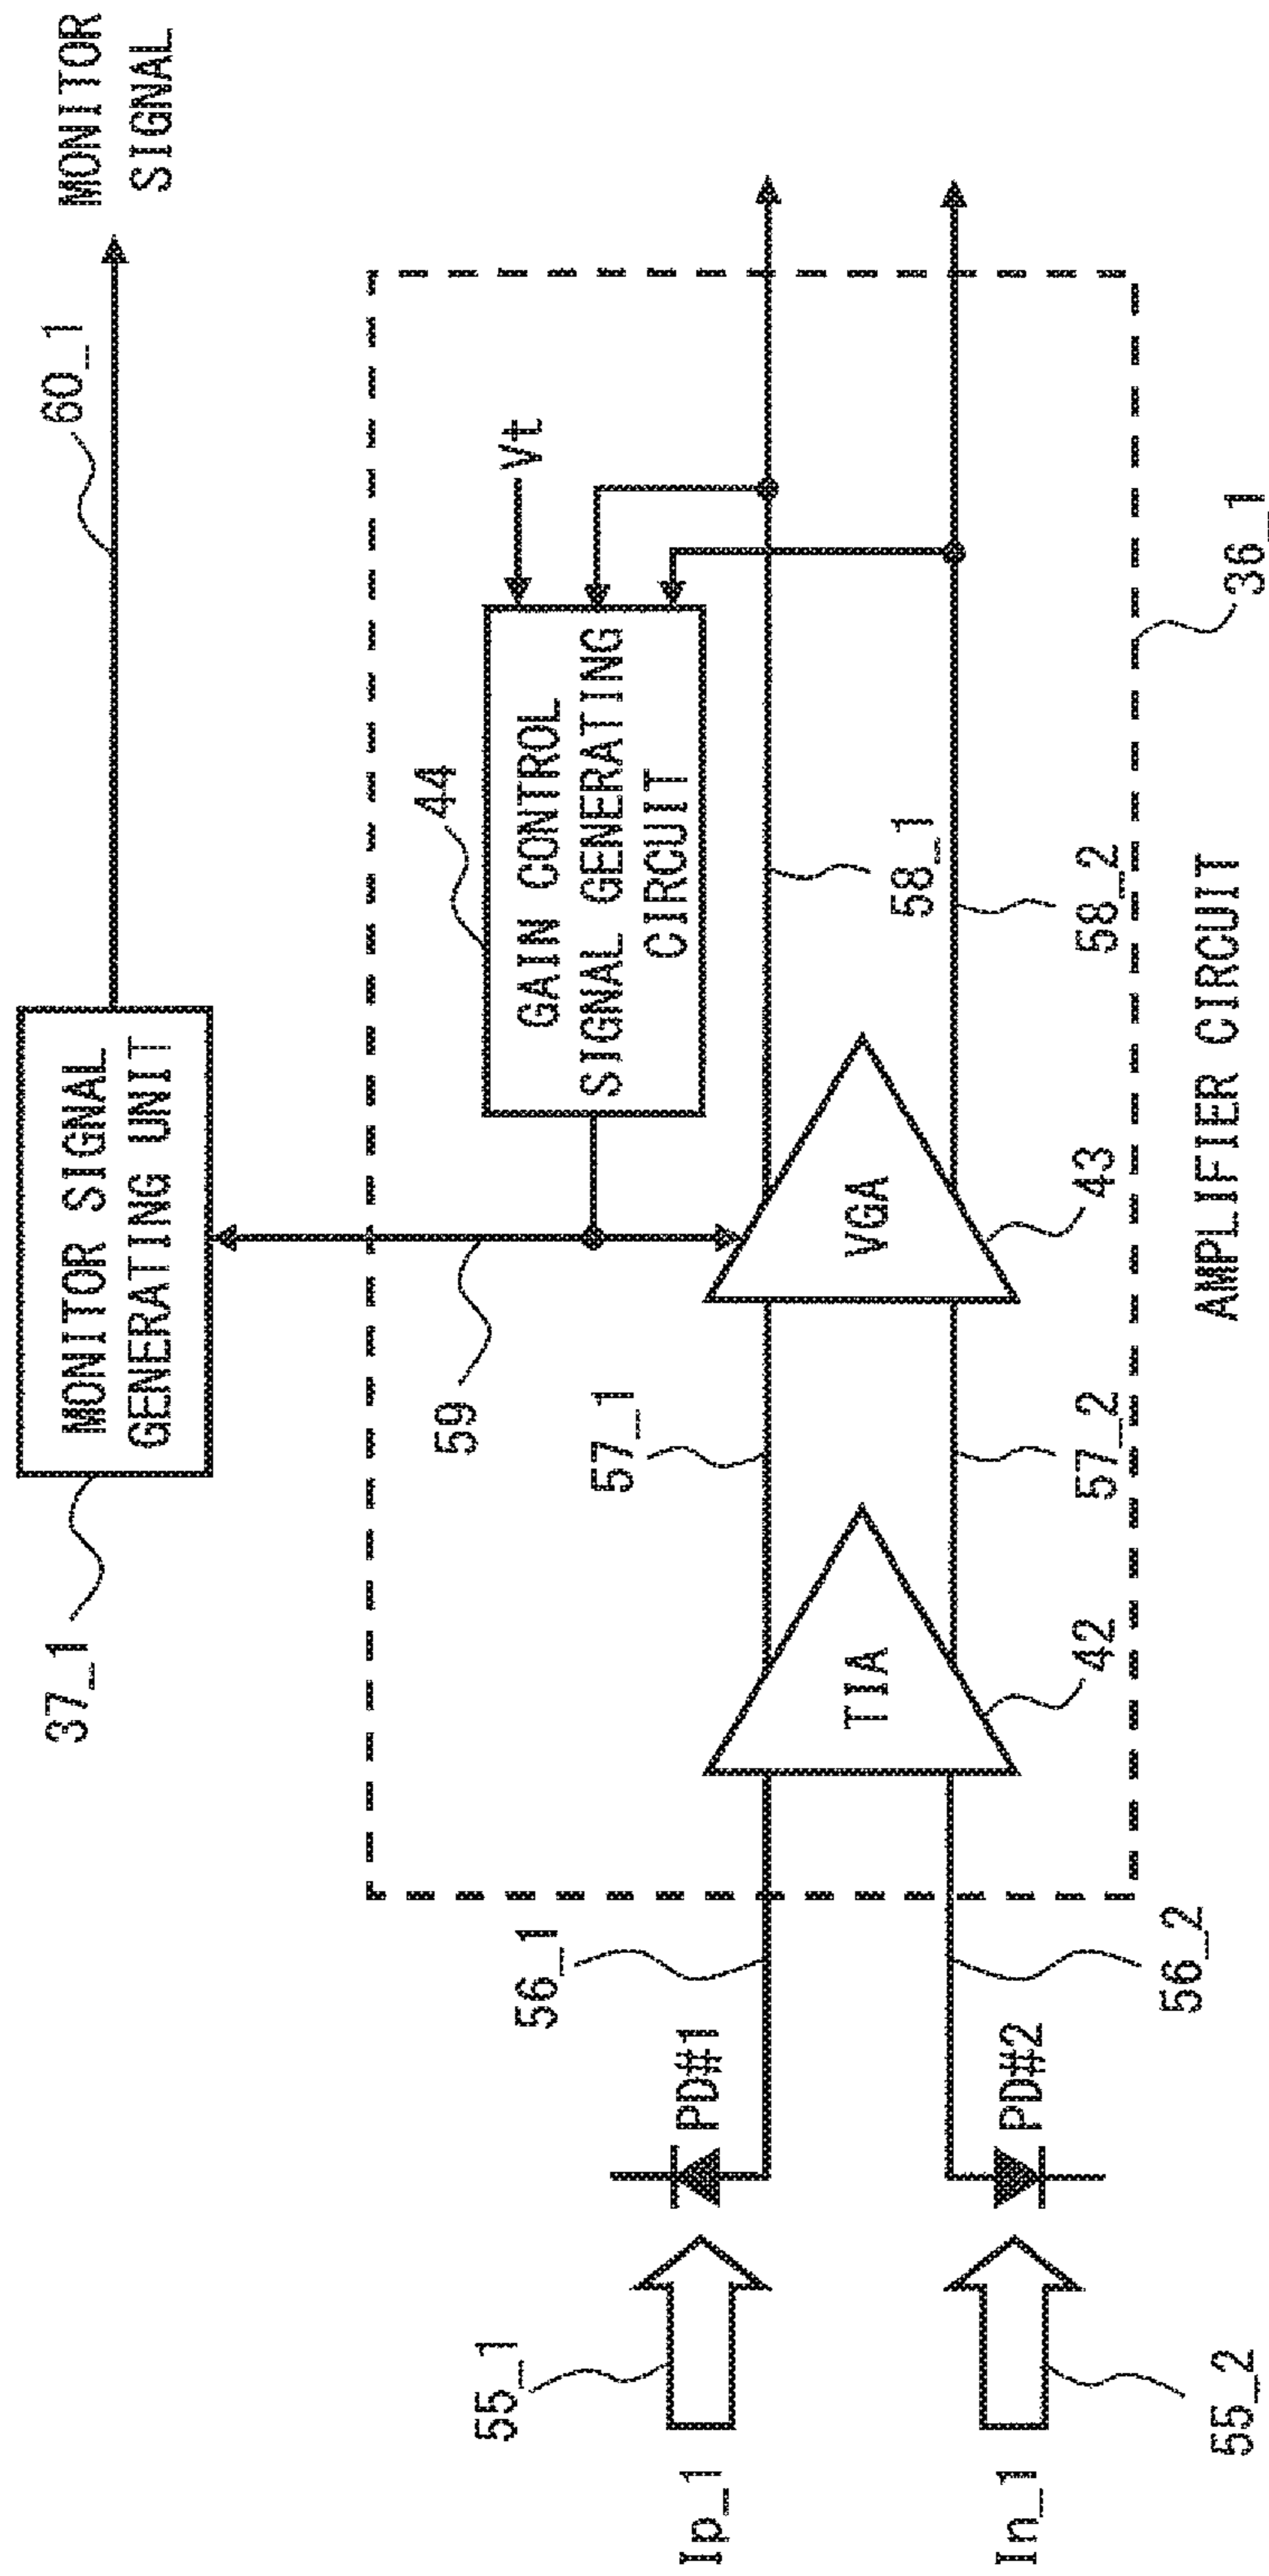 MONITOR
SIGNAL
60_1
MONITOR SIGNAL
GENERATING UNIT
37_1
Vt
44
GAIN CONTROL
SIGNAL GENERATING
CIRCUIT
59
56_1
57_1
58_1
55_1
Ip_1
PD#1
TIA
VGA
In_1
PD#2
42
43
55_2
56_2
57_2
58_2
36_1
AMPLIFIER CIRCUIT